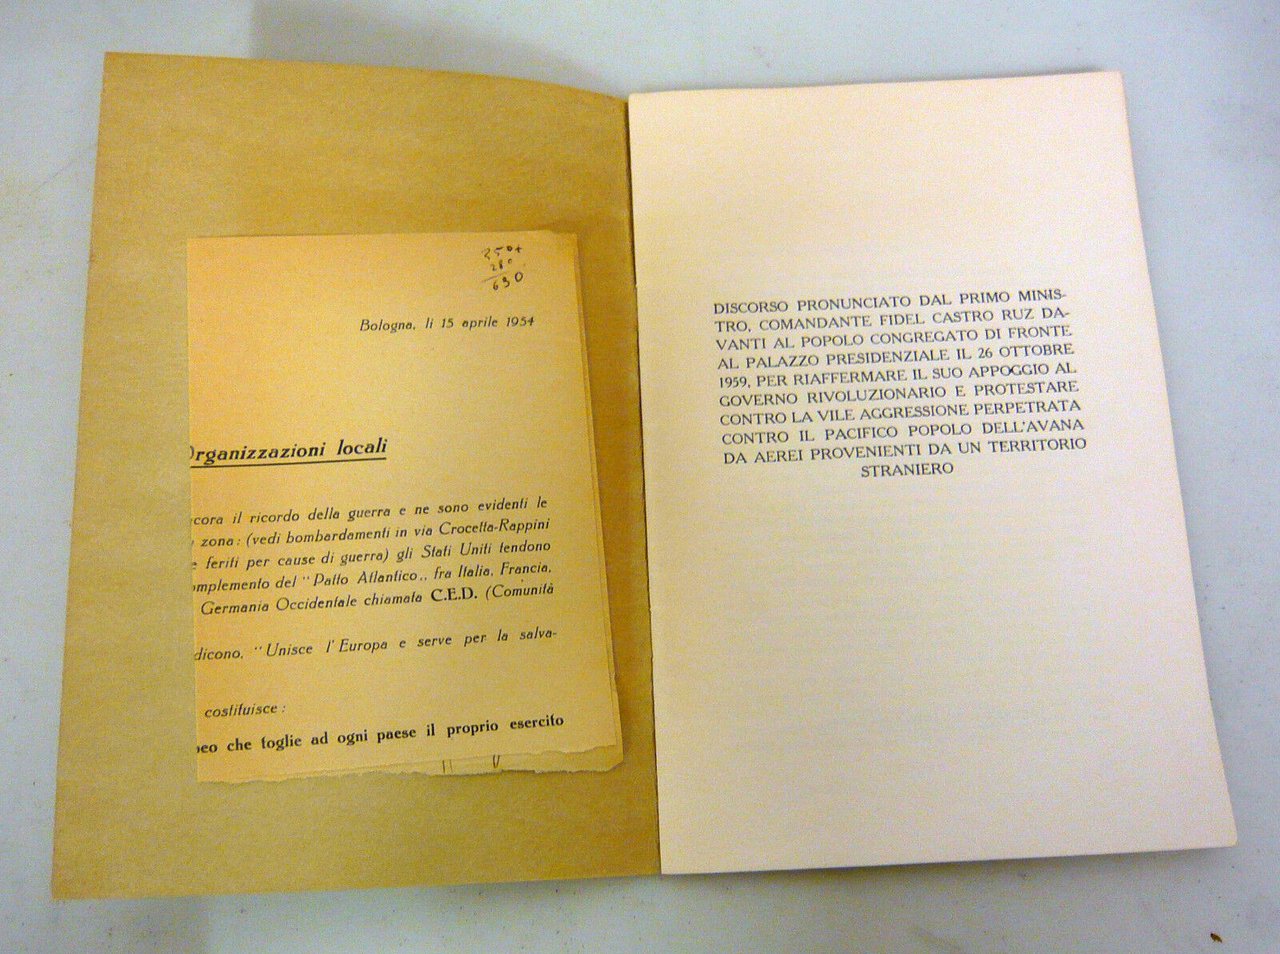 280
690
Bologna, li 15 aprile 1954
Organizzazioni locali
cora il ricordo della guerra e ne sono evidenti le
zona: (vedi bombardamenti in via Crocetta-Rappini
e feriti per cause di guerra) gli Stati Uniti tendono
omplemento del "Patto Atlantico,, fra Italia, Francia,
Germania Occidentale chiamata C.E.D. (Comunità
dicono, "Unisce l'Europa e serve per la salva-
costituisce:
peo che toglie ad ogni paese il proprio esercito
DISCORSO PRONUNCIATO DAL PRIMO MINIS-
TRO, COMANDANTE FIDEL CASTRO RUZ DA-
VANTI AL POPOLO CONGREGATO DI FRONTE
AL PALAZZO PRESIDENZIALE IL 26 OTTOBRE
1959, PER RIAFFERMARE IL SUO APPOGGIO AL
GOVERNO RIVOLUZIONARIO E PROTESTARE
CONTRO LA VILE AGGRESSIONE PERPETRATA
CONTRO IL PACIFICO POPOLO DELL'AVANA
DA AEREI PROVENIENTI DA UN TERRITORIO
STRANIERO